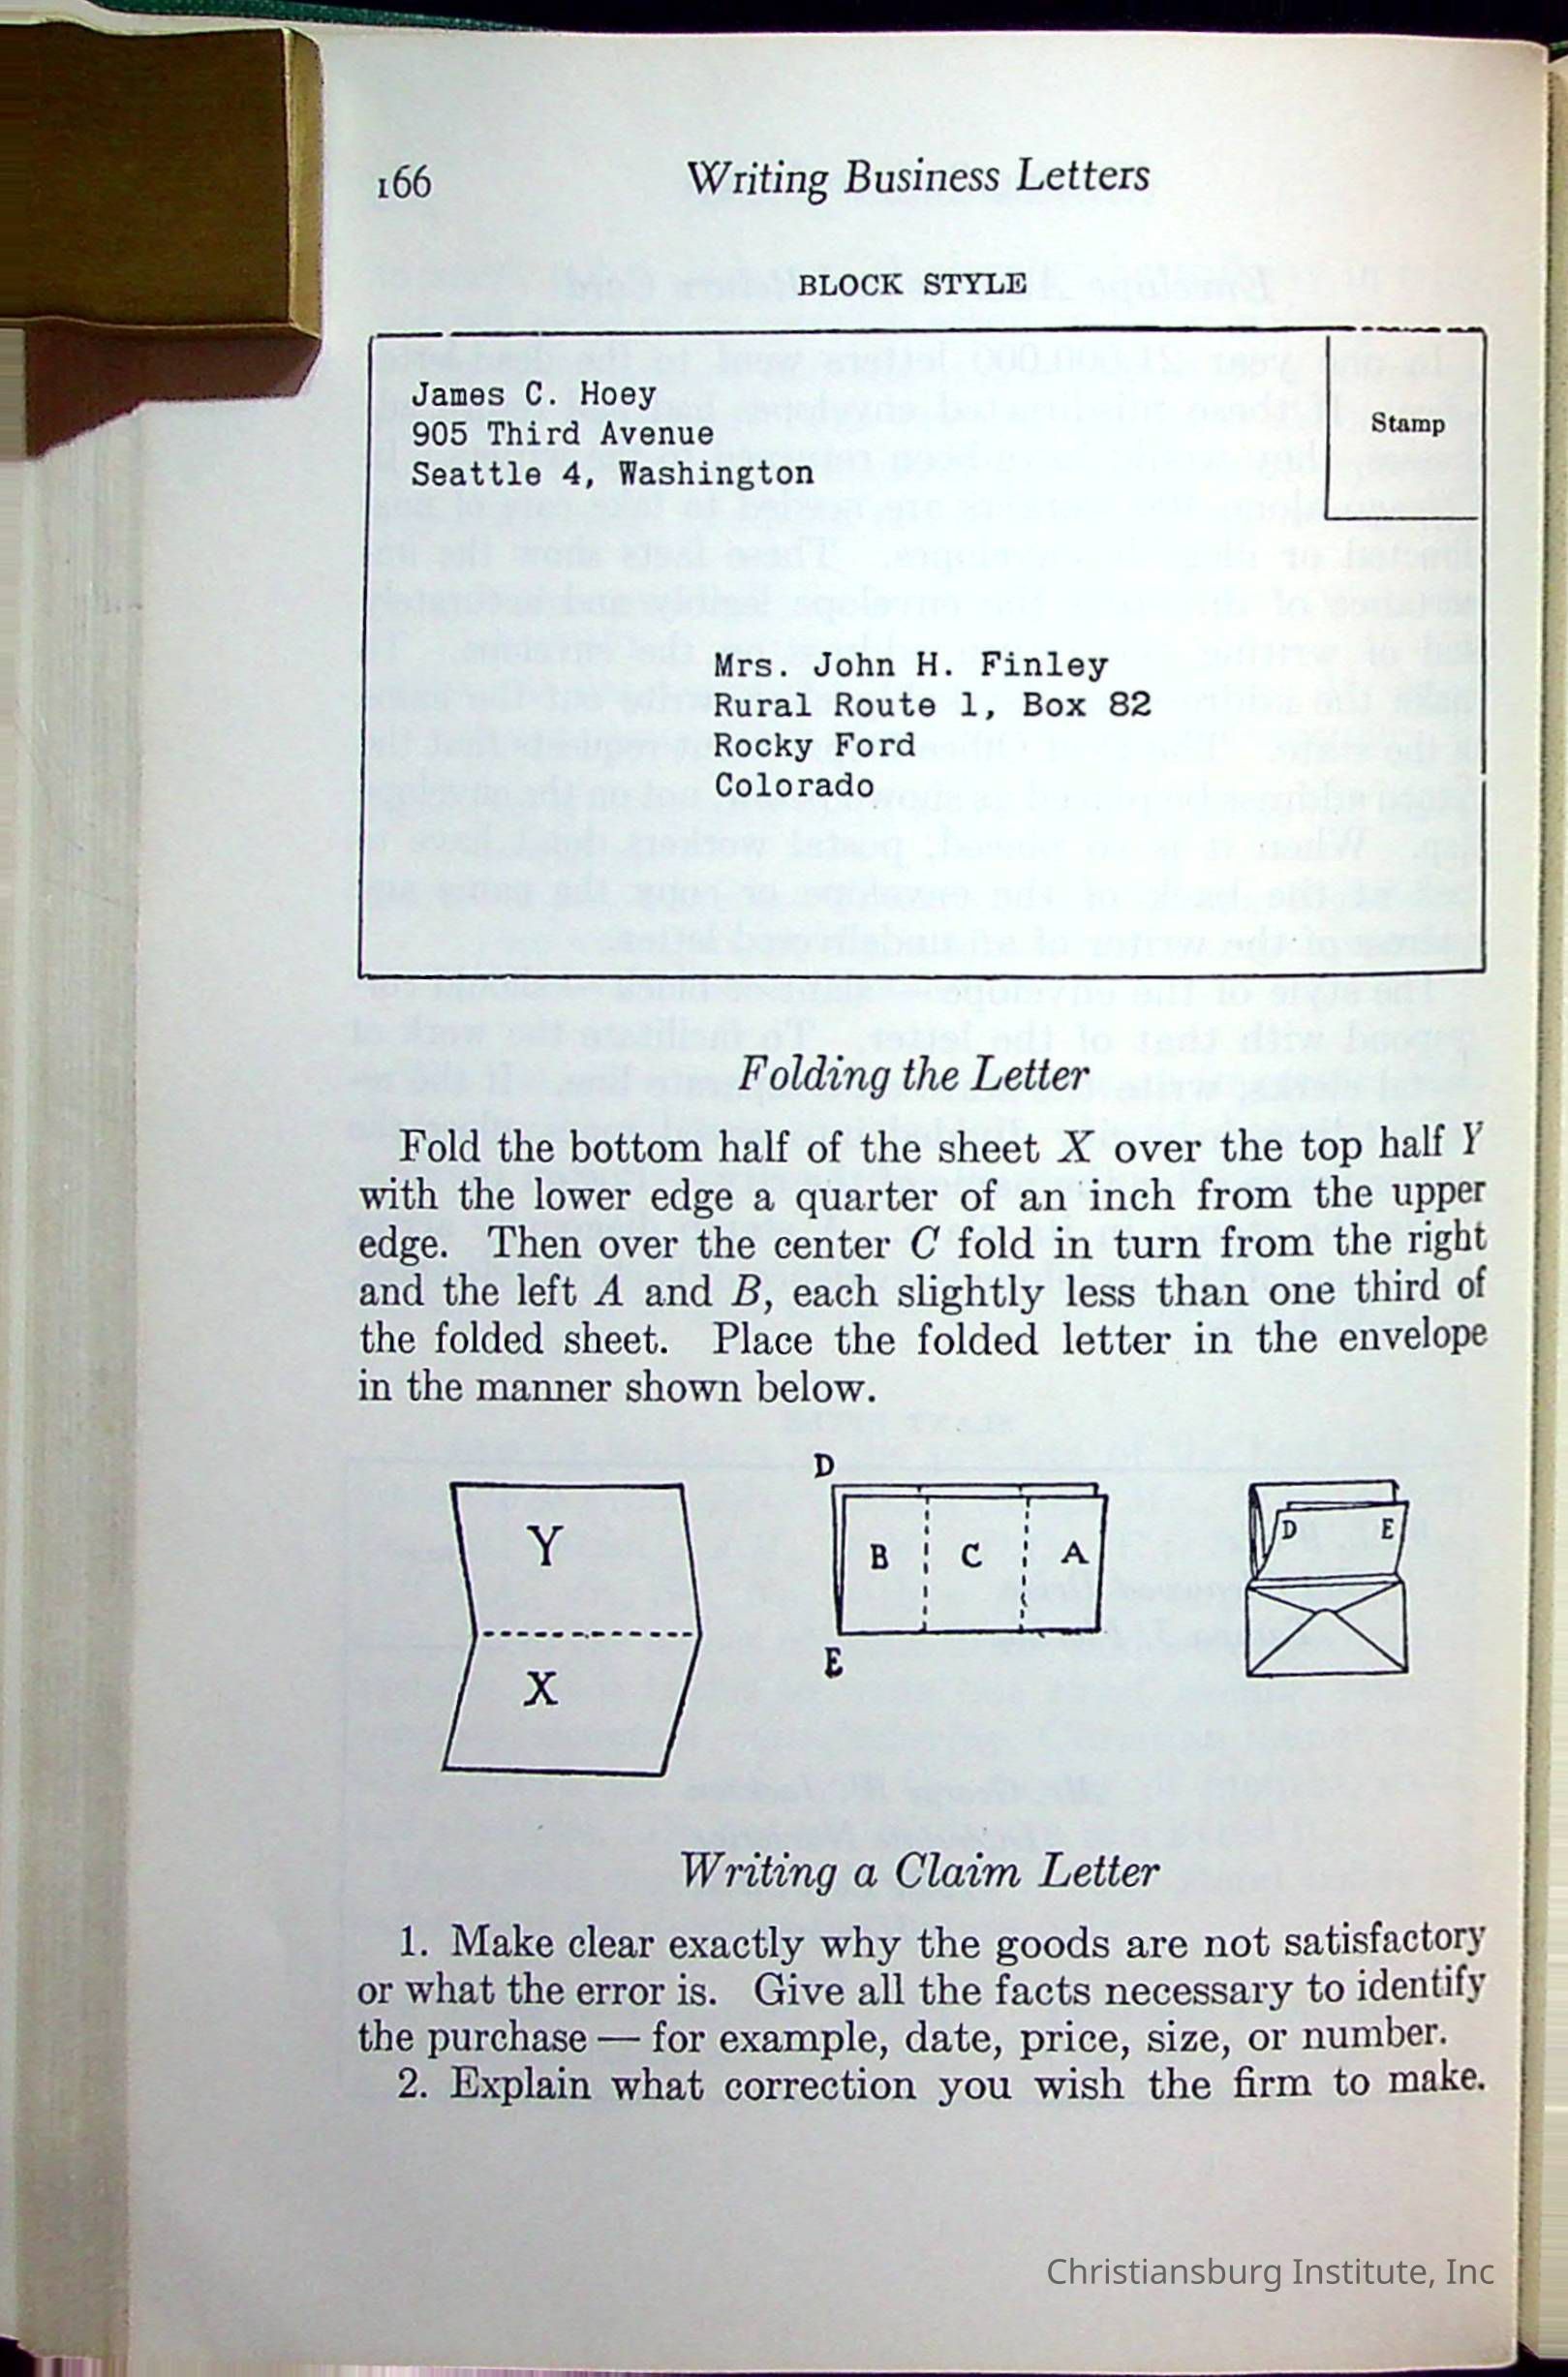 166
Writing Business Letters
BLOCK STYLE
James C. Hoey
905 Third Avenue
Seattle 4, Washington
Stamp
Mrs. John H. Finley
Rural Route 1, Box 82
Rocky Ford
Colorado
Folding the Letter
Fold the bottom half of the sheet X over the top half Y
with the lower edge a quarter of an inch from the upper
edge. Then over the center C fold in turn from the right
and the left A and B, each slightly less than one third of
the folded sheet. Place the folded letter in the envelope
in the manner shown below.
Y
X
D
B C A
E
D E
Writing a Claim Letter
1. Make clear exactly why the goods are not satisfactory
or what the error is. Give all the facts necessary to identify
the purchase — for example, date, price, size, or number.
2. Explain what correction you wish the firm to make.
Christiansburg Institute, Inc